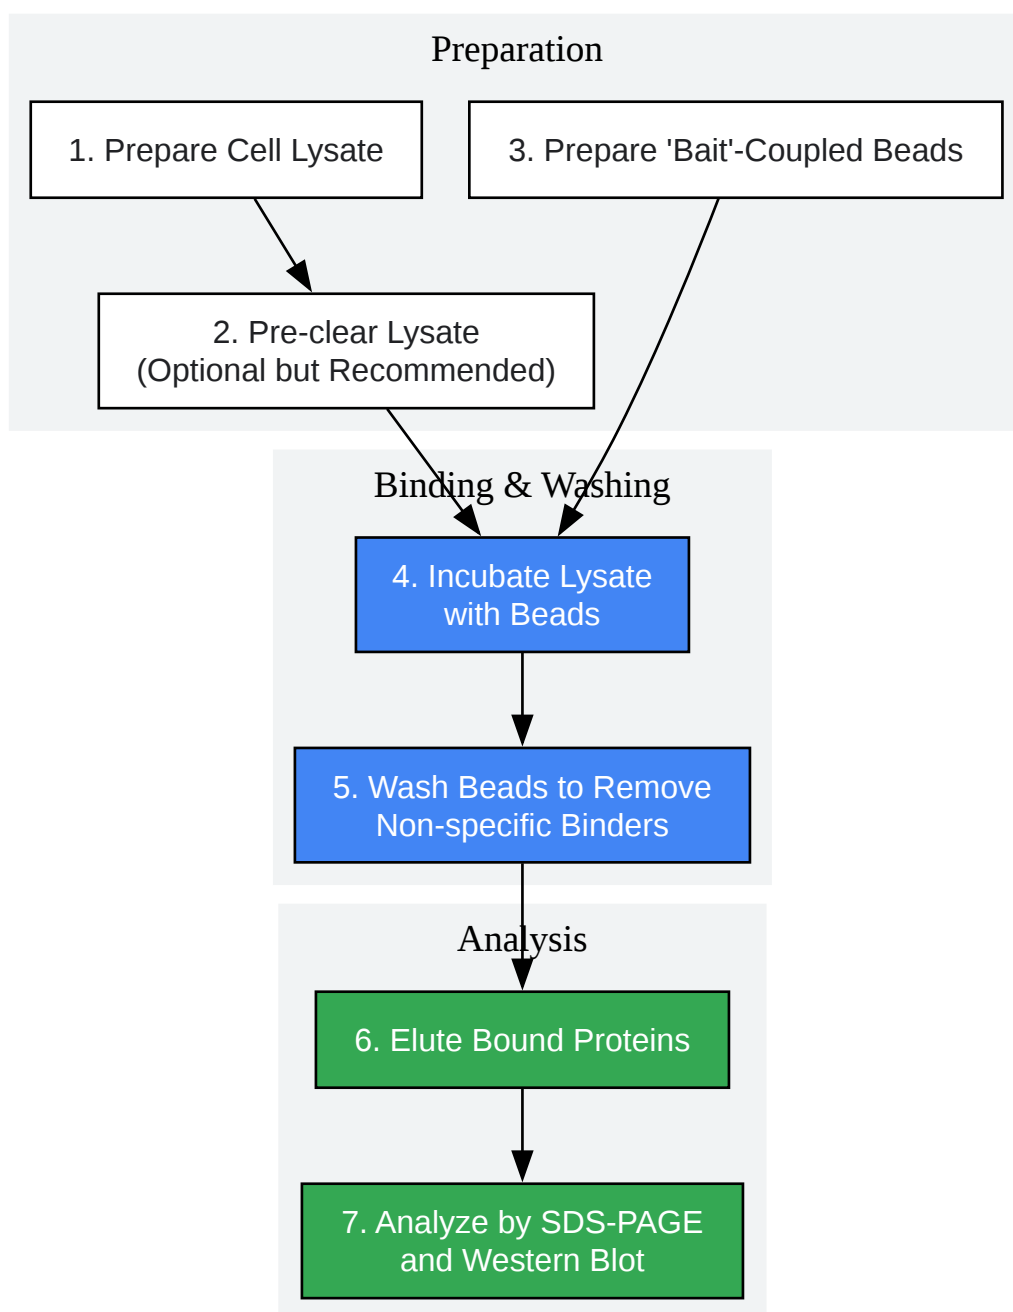 Preparation
1. Prepare Cell Lysate
3. Prepare 'Bait'-Coupled Beads
2. Pre-clear Lysate
(Optional but Recommended)
Binding & Washing
4. Incubate Lysate
with Beads
5. Wash Beads to Remove
Non-specific Binders
Analysis
6. Elute Bound Proteins
7. Analyze by SDS-PAGE
and Western Blot